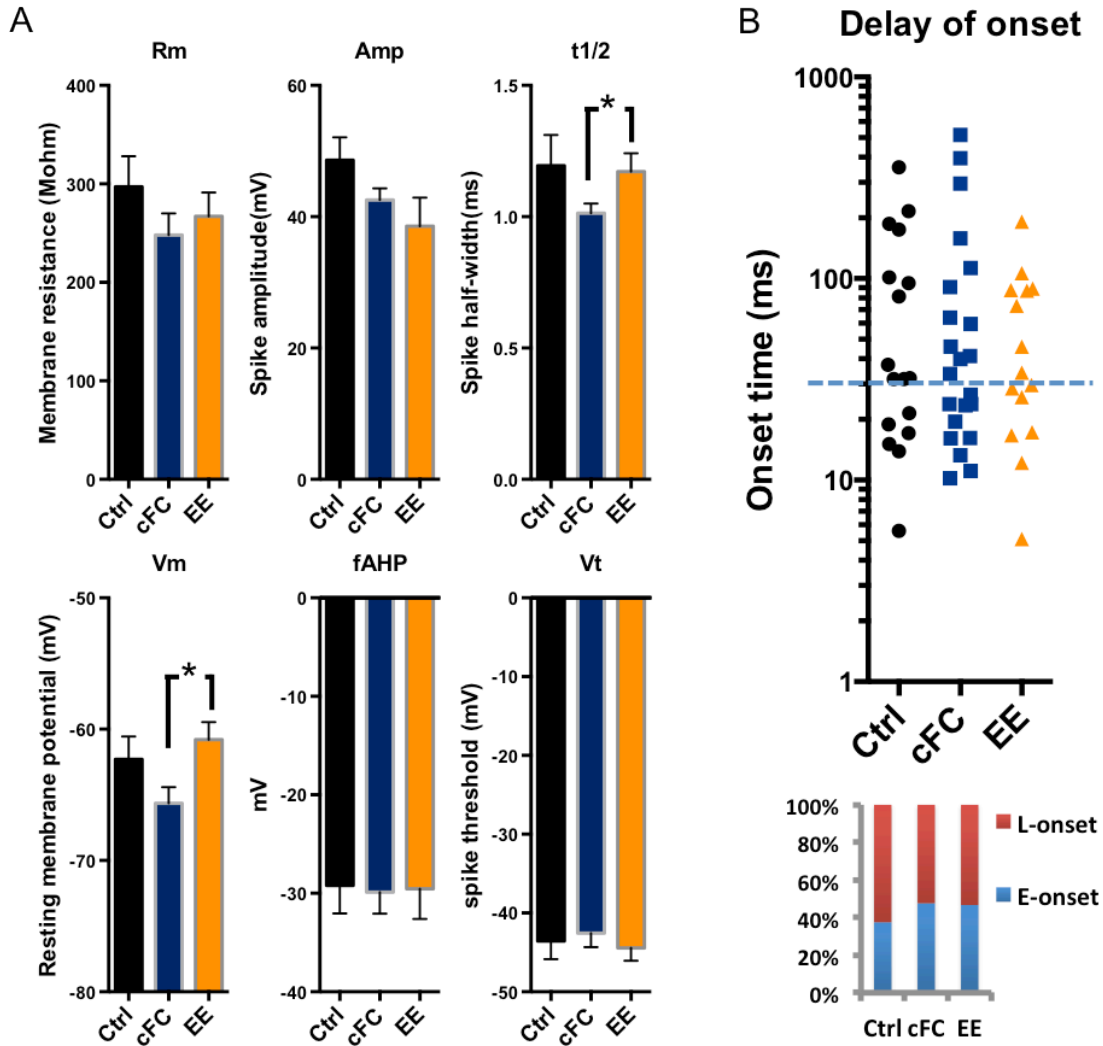 A
Rm
Membrane resistance (Mohm)
400
300
200
100
0
Ctrl
cFC
EE
Amp
Spike amplitude(mV)
60
40
20
0
Ctrl
cFC
EE
t1/2
Spike half-width(ms)
1.5
1.0
0.5
0.0
*
Ctrl
cFC
EE
Vm
Resting membrane potential (mV)
-50
-60
-70
-80
*
Ctrl
cFC
EE
fAHP
mV
0
-10
-20
-30
-40
Ctrl
cFC
EE
Vt
spike threshold (mV)
0
-10
-20
-30
-40
-50
Ctrl
cFC
EE
B
Delay of onset
Onset time (ms)
1000
100
10
1
Ctrl
cFC
EE
100%
80%
60%
40%
20%
0%
L-onset
E-onset
Ctrl cFC EE